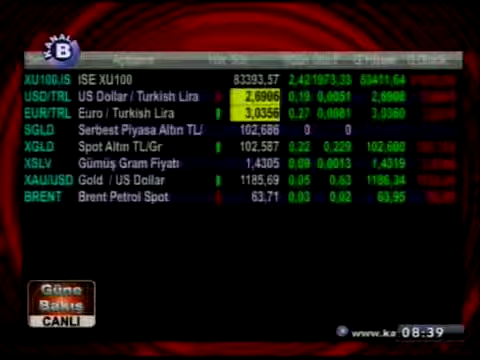 KANAL B
Açıklama
XU100.IS ISE XU100 83393,57 2,42 1973,33 83411,64
USD/TRL US Dollar / Turkish Lira 2,6906 0,19 0,0051 2,6908
EUR/TRL Euro / Turkish Lira 3,0356 0,27 0,0081 3,0360
SGLD Serbest Piyasa Altın TL/ 102,686 0 0
XGLD Spot Altın TL/Gr 102,587 0,22 0,229 102,600
XSLV Gümüş Gram Fiyatı 1,4305 0,09 0,0013 1,4319
XAU/USD Gold / US Dollar 1185,69 0,05 0,63 1186,34
BRENT Brent Petrol Spot 63,71 0,03 0,02 63,95
Güne
Bakış
CANLI
www.ka 08:39